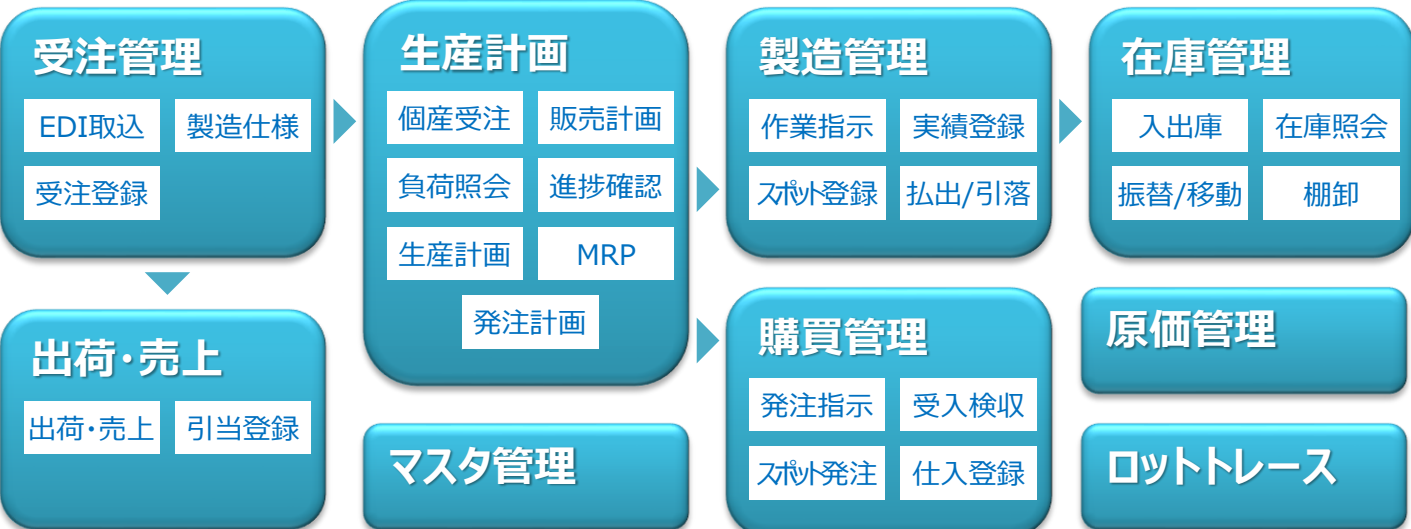 受注管理
EDI取込
製造仕様
受注登録
生産計画
個産受注
販売計画
負荷照会
進捗確認
生産計画
MRP
発注計画
製造管理
作業指示
実績登録
スポット登録
払出/引落
在庫管理
入出庫
在庫照会
振替/移動
棚卸
出荷・売上
出荷・売上
引当登録
マスタ管理
購買管理
発注指示
受入検収
スポット発注
仕入登録
原価管理
ロットトレース